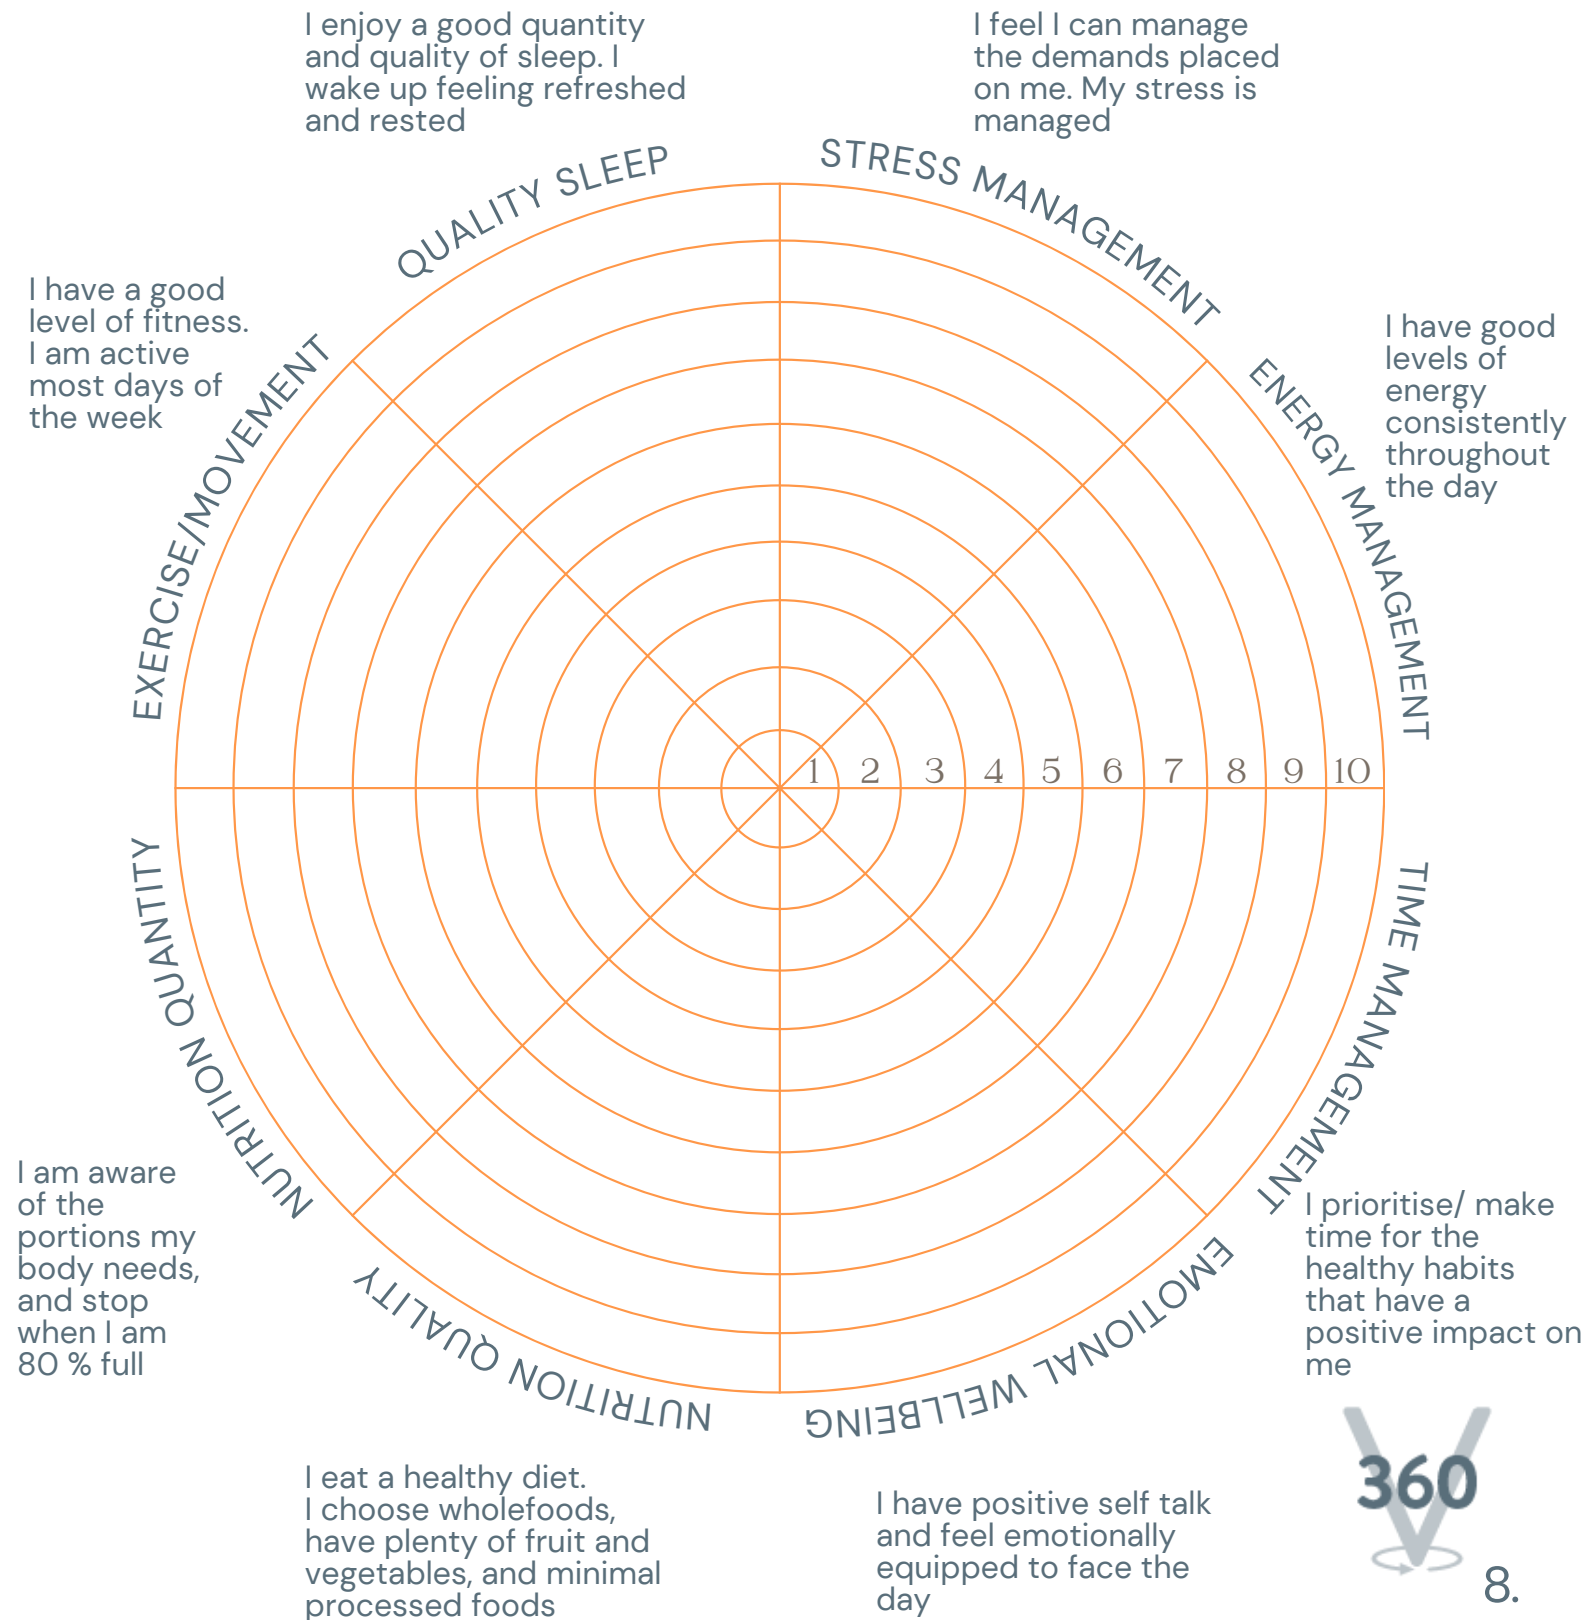 I enjoy a good quantity
and quality of sleep. I
wake up feeling refreshed
and rested
I feel I can manage
the demands placed
on me. My stress is
managed
QUALITY SLEEP
STRESS MANAGEMENT
I have a good
level of fitness.
I am active
most days of
the week
EXERCISE/MOVEMENT
ENERGY MANAGEMENT
I have good
levels of
energy
consistently
throughout
the day
1 2 3 4 5 6 7 8 9 10
NUTRITION QUANTITY
TIME MANAGEMENT
I am aware
of the
portions my
body needs,
and stop
when I am
80 % full
I prioritise/ make
time for the
healthy habits
that have a
positive impact on
me
NUTRITION QUALITY
EMOTIONAL WELLBEING
I eat a healthy diet.
I choose wholefoods,
have plenty of fruit and
vegetables, and minimal
processed foods
I have positive self talk
and feel emotionally
equipped to face the
day
V
360
8.